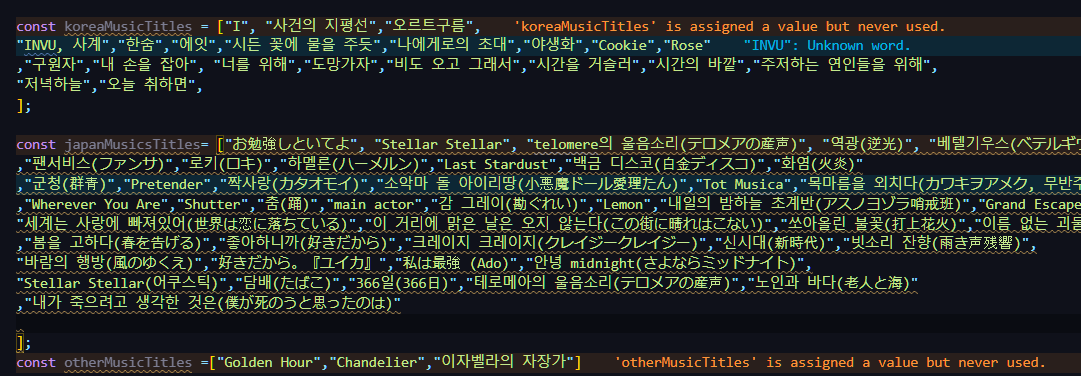 const koreaMusicTitles = ["I", "사건의 지평선","오르트구름", 'koreaMusicTitles' is assigned a value but never used.
"INVU, 사계","한숨","에잇","시든 꽃에 물을 주듯","나에게로의 초대","야생화","Cookie","Rose" "INVU": Unknown word.
,"구원자","내 손을 잡아", "너를 위해","도망가자","비도 오고 그래서","시간을 거슬러","시간의 바깥","주저하는 연인들을 위해",
"저녁하늘","오늘 취하면",
];
const japanMusicsTitles= ["お勉強しといてよ", "Stellar Stellar", "telomere의 울음소리(テロメアの産声)", "역광(逆光)", "베텔기우스(ベテルギウ
,"팬서비스(ファンサ)","로키(ロキ)","하멜른(ハーメルン)","Last Stardust","백금 디스코(白金ディスコ)","화염(火炎)"
,"군청(群青)","Pretender","짝사랑(カタオモイ)","소악마 돌 아이리땅(小悪魔ドール愛理たん)","Tot Musica","목마름을 외치다(カワキヲアメク, 무반주
,"Wherever You Are","Shutter","춤(踊)","main actor","감 그레이(勘ぐれい)","Lemon","내일의 밤하늘 초계반(アスノヨゾラ哨戒班)","Grand Escape
"세계는 사랑에 빠져있어(世界は恋に落ちている)","이 거리에 맑은 날은 오지 않는다(この街に晴れはこない)","쏘아올린 불꽃(打上花火)","이름 없는 괴물
,"봄을 고하다(春を告げる)","좋아하니까(好きだから)","크레이지 크레이지(クレイジークレイジー)","신시대(新時代)","빗소리 잔향(雨き声残響)",
"바람의 행방(風のゆくえ)","好きだから。『ユイカ』","私は最強 (Ado)","안녕 midnight(さよならミッドナイト)",
"Stellar Stellar(어쿠스틱)","담배(たばこ)","366일(366日)","테로메아의 울음소리(テロメアの産声)","노인과 바다(老人と海)"
,"내가 죽으려고 생각한 것은(僕が死のうと思ったのは)"
];
const otherMusicTitles =["Golden Hour","Chandelier","이자벨라의 자장가"] 'otherMusicTitles' is assigned a value but never used.